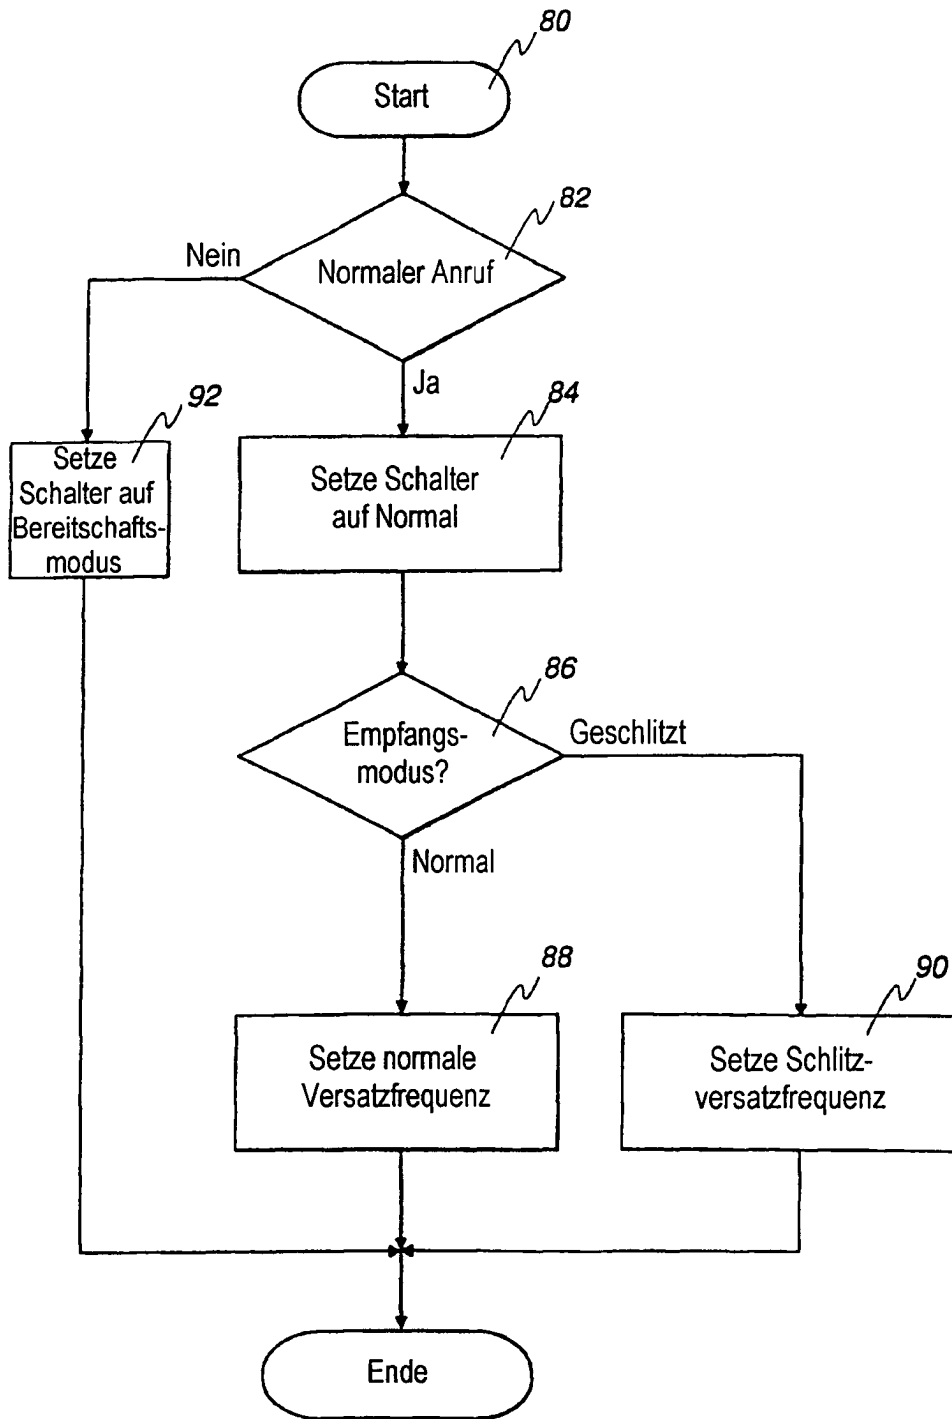 80
Start
82
Nein
Normaler Anruf
Ja
92
84
Setze
Schalter auf
Bereitschafts-
modus
Setze Schalter
auf Normal
86
Empfangs-
modus?
Geschlitzt
Normal
88
90
Setze normale
Versatzfrequenz
Setze Schlitz-
versatzfrequenz
Ende